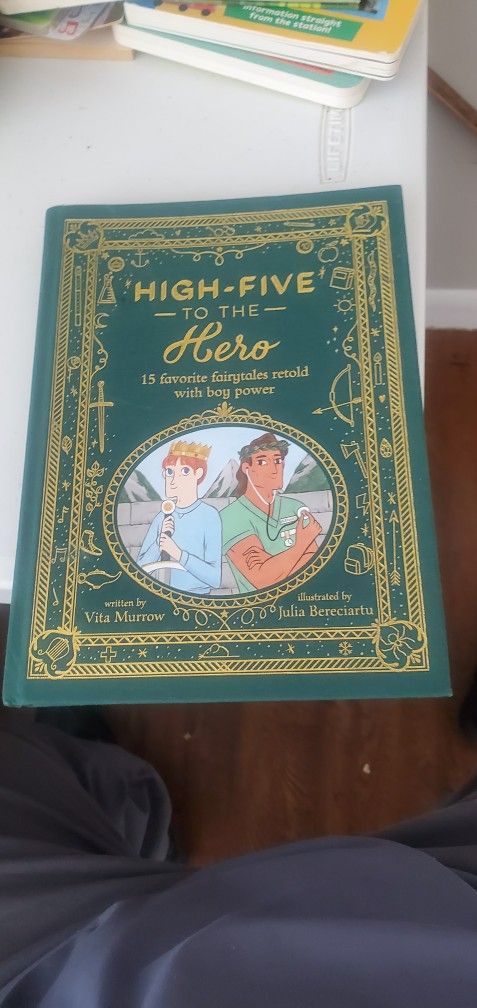 information straight
from the station!
LIFETIME
HIGH-FIVE
TO THE
Hero
15 favorite fairytales retold
with boy power
written by
Vita Murrow
illustrated by
Julia Bereciartu